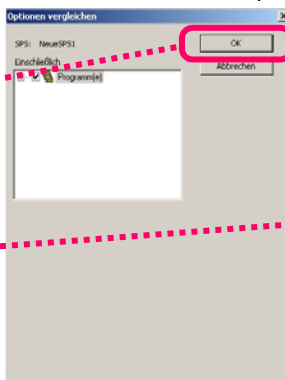 Optionen vergleichen
SPS: NeueSPS1
OK
Einschließlich
Abbrechen
Programm(e)